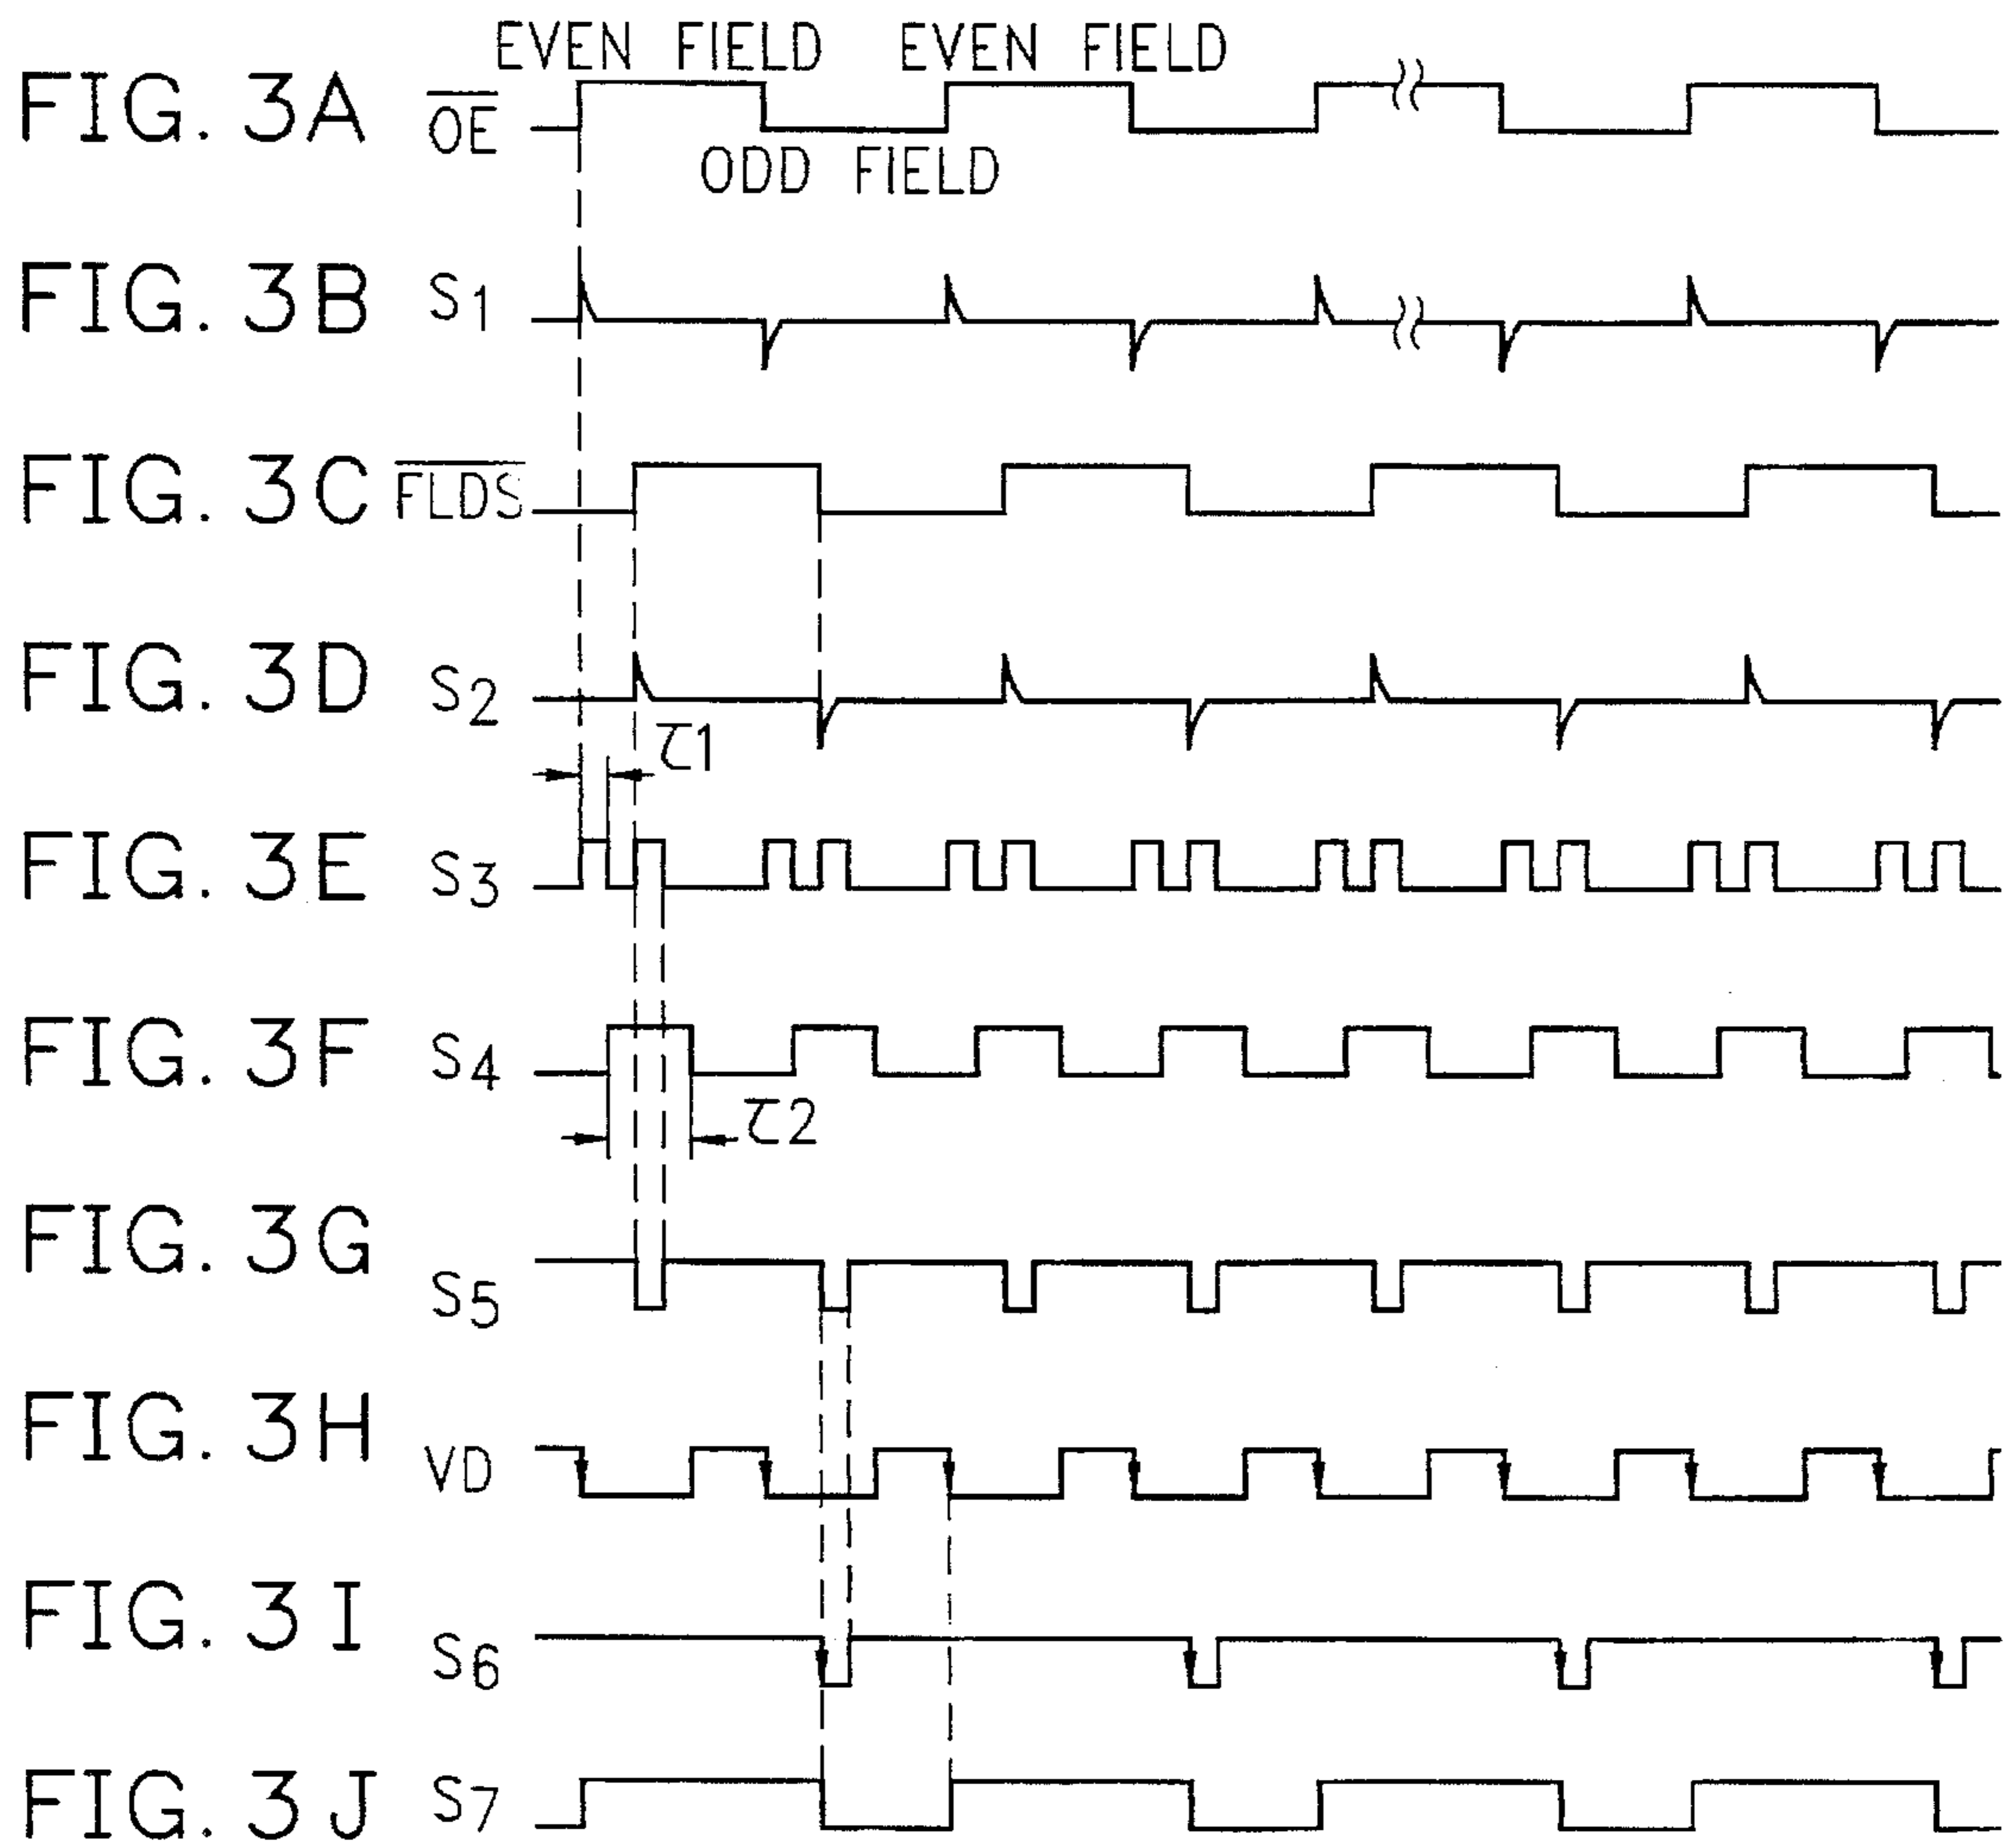 EVEN FIELD EVEN FIELD
FIG. 3A OE
ODD FIELD
FIG. 3B S1
FIG. 3C FLDS
FIG. 3D S2
τ1
FIG. 3E S3
FIG. 3F S4
τ2
FIG. 3G S5
FIG. 3H VD
FIG. 3I S6
FIG. 3J S7